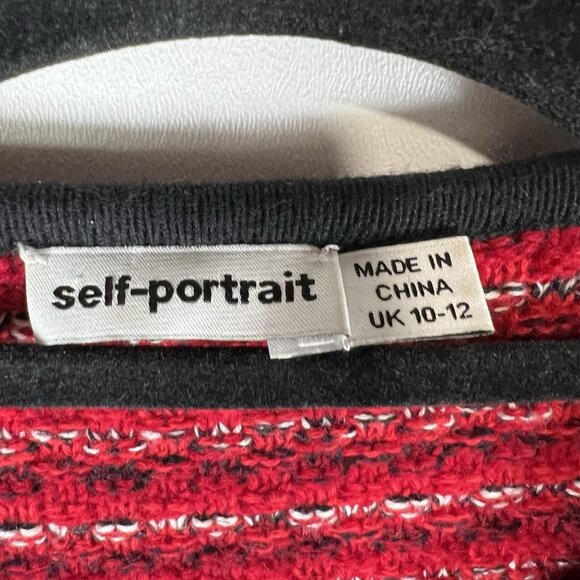 self-portrait
MADE IN
CHINA
UK 10-12